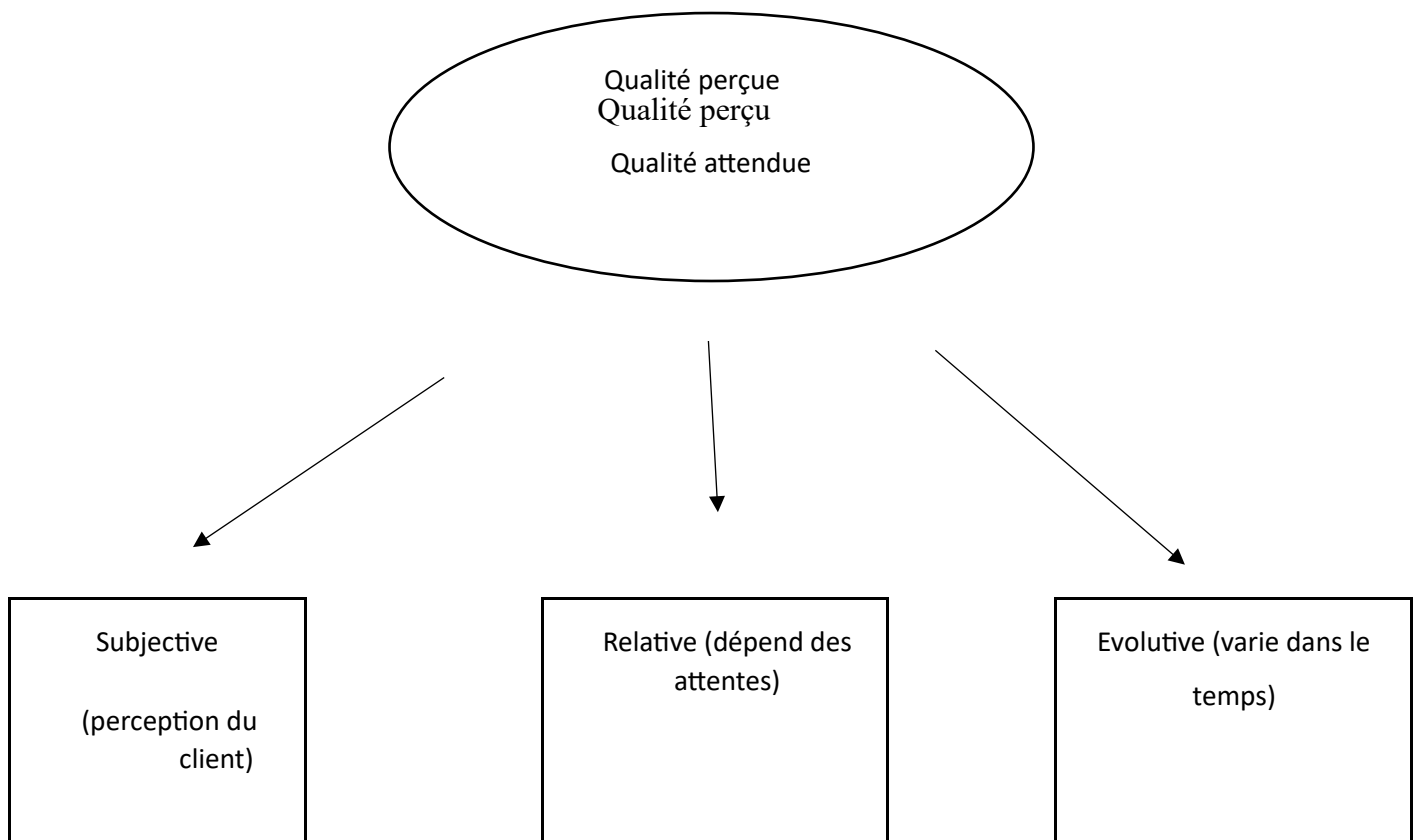 Qualité perçue
Qualité perçu
Qualité attendue
Subjective
(perception du
client)
Relative (dépend des
attentes)
Evolutive (varie dans le
temps)